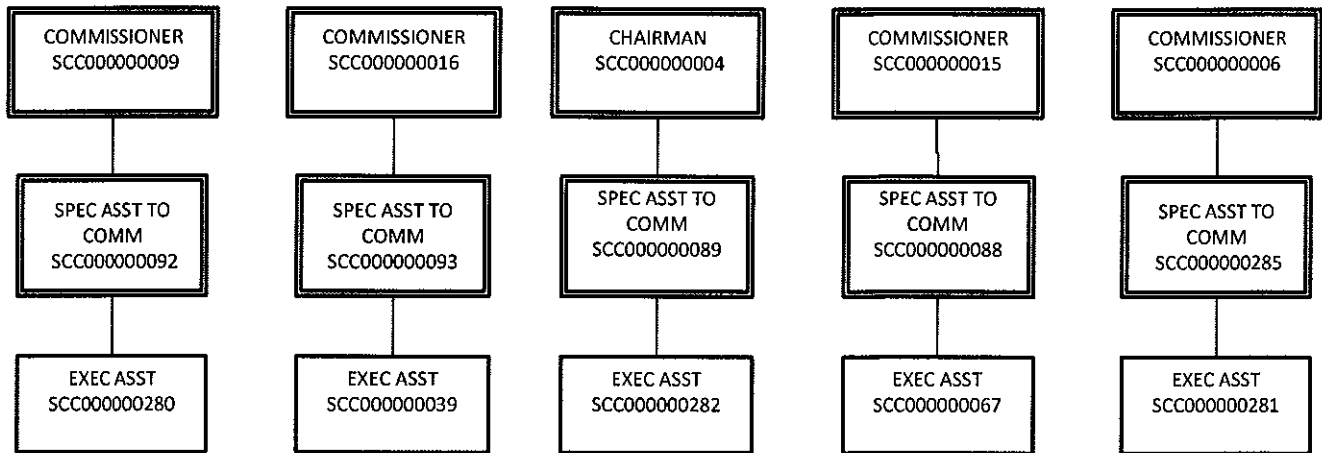 COMMISSIONER
SCC000000009
COMMISSIONER
SCC000000016
CHAIRMAN
SCC000000004
COMMISSIONER
SCC000000015
COMMISSIONER
SCC000000006
SPEC ASST TO
COMM
SCC000000092
SPEC ASST TO
COMM
SCC000000093
SPEC ASST TO
COMM
SCC000000089
SPEC ASST TO
COMM
SCC000000088
SPEC ASST TO
COMM
SCC000000285
EXEC ASST
SCC000000280
EXEC ASST
SCC000000039
EXEC ASST
SCC000000282
EXEC ASST
SCC000000067
EXEC ASST
SCC000000281